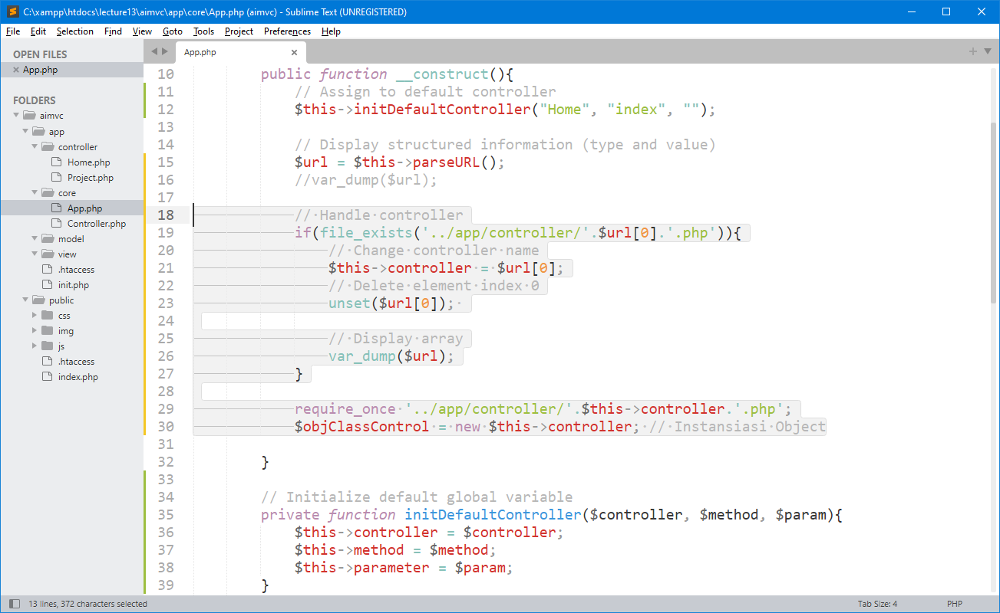 C:\xampp\htdocs\lecture13\aimvc\app\core\App.php (aimvc) - Sublime Text (UNREGISTERED)
File Edit Selection Find View Goto Tools Project Preferences Help
OPEN FILES
App.php
FOLDERS
aimvc
app
controller
Home.php
Project.php
core
App.php
Controller.php
model
view
.htaccess
init.php
public
css
img
js
.htaccess
index.php
App.php
10 public function __construct(){
11 // Assign to default controller
12 $this->initDefaultController("Home", "index", "");
13
14 // Display structured information (type and value)
15 $url = $this->parseURL();
16 //var_dump($url);
17
18 // Handle controller
19 if(file_exists('../app/controller/'.$url[0].'.php')){
20 // Change controller name
21 $this->controller = $url[0];
22 // Delete element index 0
23 unset($url[0]);
24
25 // Display array
26 var_dump($url);
27 }
28
29 require_once '../app/controller/'.$this->controller.'.php';
30 $objClassControl = new $this->controller; // Instansiasi Object
31
32 }
33
34 // Initialize default global variable
35 private function initDefaultController($controller, $method, $param){
36 $this->controller = $controller;
37 $this->method = $method;
38 $this->parameter = $param;
39 }
13 lines, 372 characters selected
Tab Size: 4
PHP